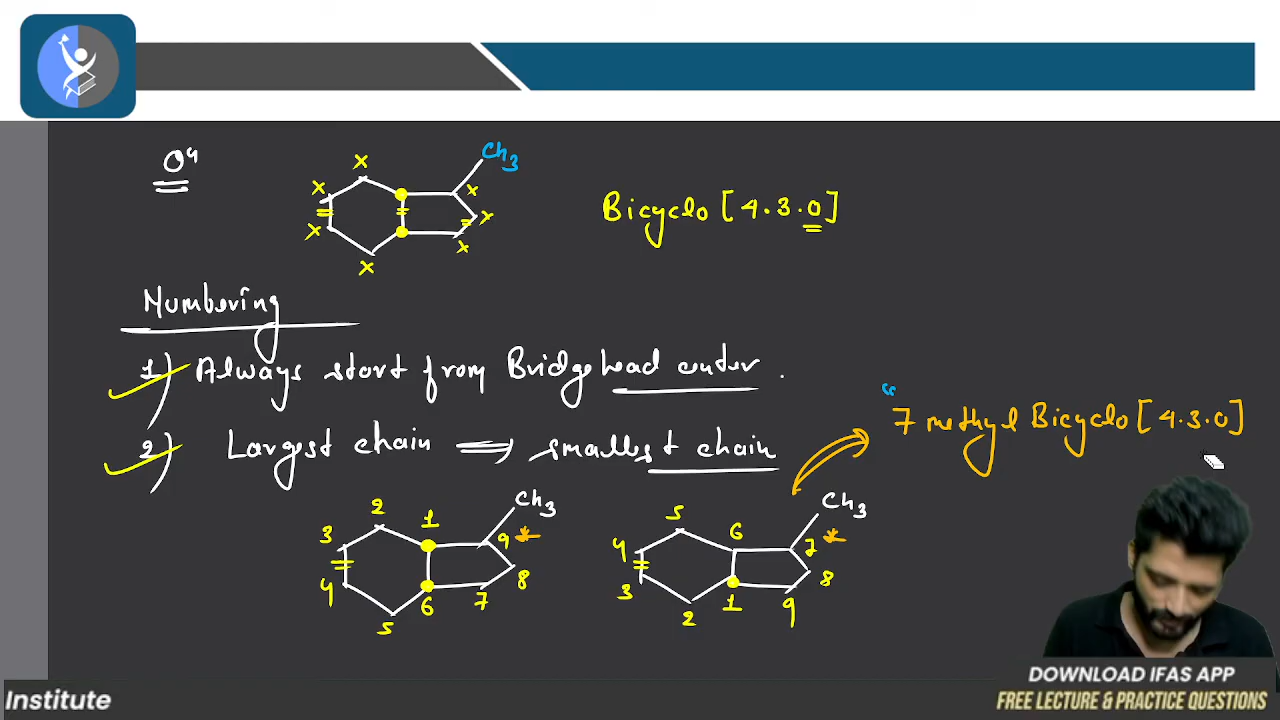 Qⁿ
CH3
x x x x x x x
Bicyclo [4.3.0]
Numbering
1) Always start from Bridgehead center.
2) Largest chain ⟹ smallest chain
"7 methyl Bicyclo [4.3.0]
CH3
1 2 3 4 5 6 7 8 9 *
CH3
1 2 3 4 5 6 7 8 9 *
DOWNLOAD IFAS APP
FREE LECTURE & PRACTICE QUESTIONS
Institute